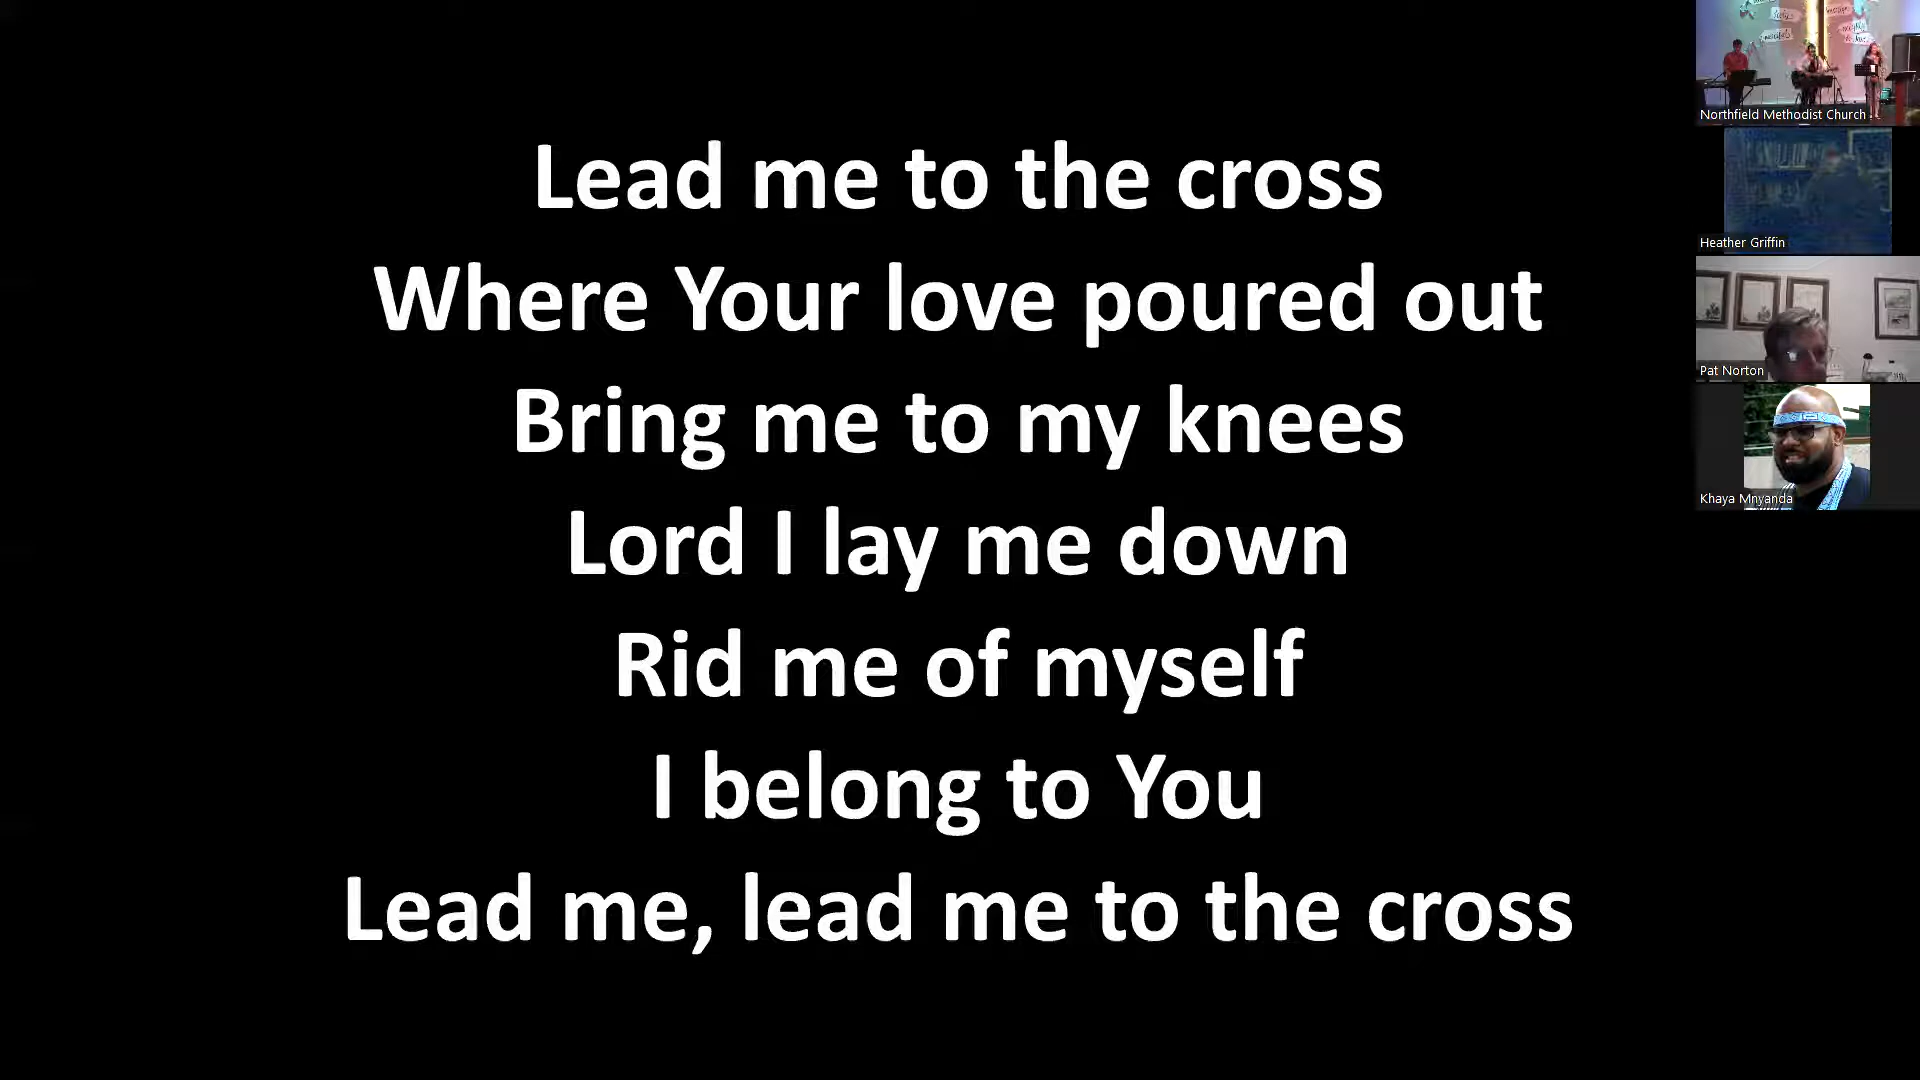 Lead me to the cross
Where Your love poured out
Bring me to my knees
Lord I lay me down
Rid me of myself
I belong to You
Lead me, lead me to the cross
Northfield Methodist Church
Heather Griffin
Pat Norton
Khaya Mnyanda